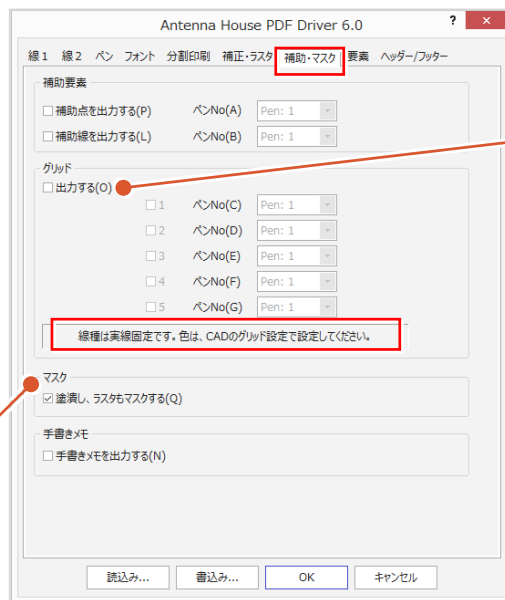 Antenna House PDF Driver 6.0 ? ×
線1 線2 ペン フォント 分割印刷 補正・ラスタ 補助・マスク 要素 ヘッダー/フッター
補助要素
補助点を出力する(P) ペンNo(A) Pen: 1
補助線を出力する(L) ペンNo(B) Pen: 1
グリッド
出力する(O)
1 ペンNo(C) Pen: 1
2 ペンNo(D) Pen: 1
3 ペンNo(E) Pen: 1
4 ペンNo(F) Pen: 1
5 ペンNo(G) Pen: 1
線種は実線固定です。色は、CADのグリッド設定で設定してください。
マスク
塗潰し、ラスタもマスクする(Q)
手書きメモ
手書きメモを出力する(N)
読込み... 書込み... OK キャンセル